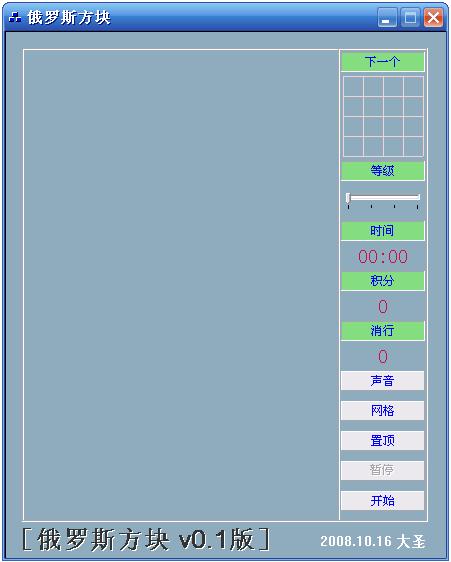 俄罗斯方块
下一个
等级
时间
00:00
积分
0
消行
0
声音
网格
置顶
暂停
开始
[俄罗斯方块 v0.1版]
2008.10.16 大圣